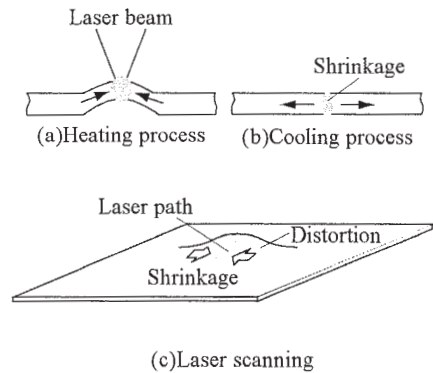 Laser beam
Shrinkage
(a)Heating process
(b)Cooling process
Laser path
Distortion
Shrinkage
(c)Laser scanning